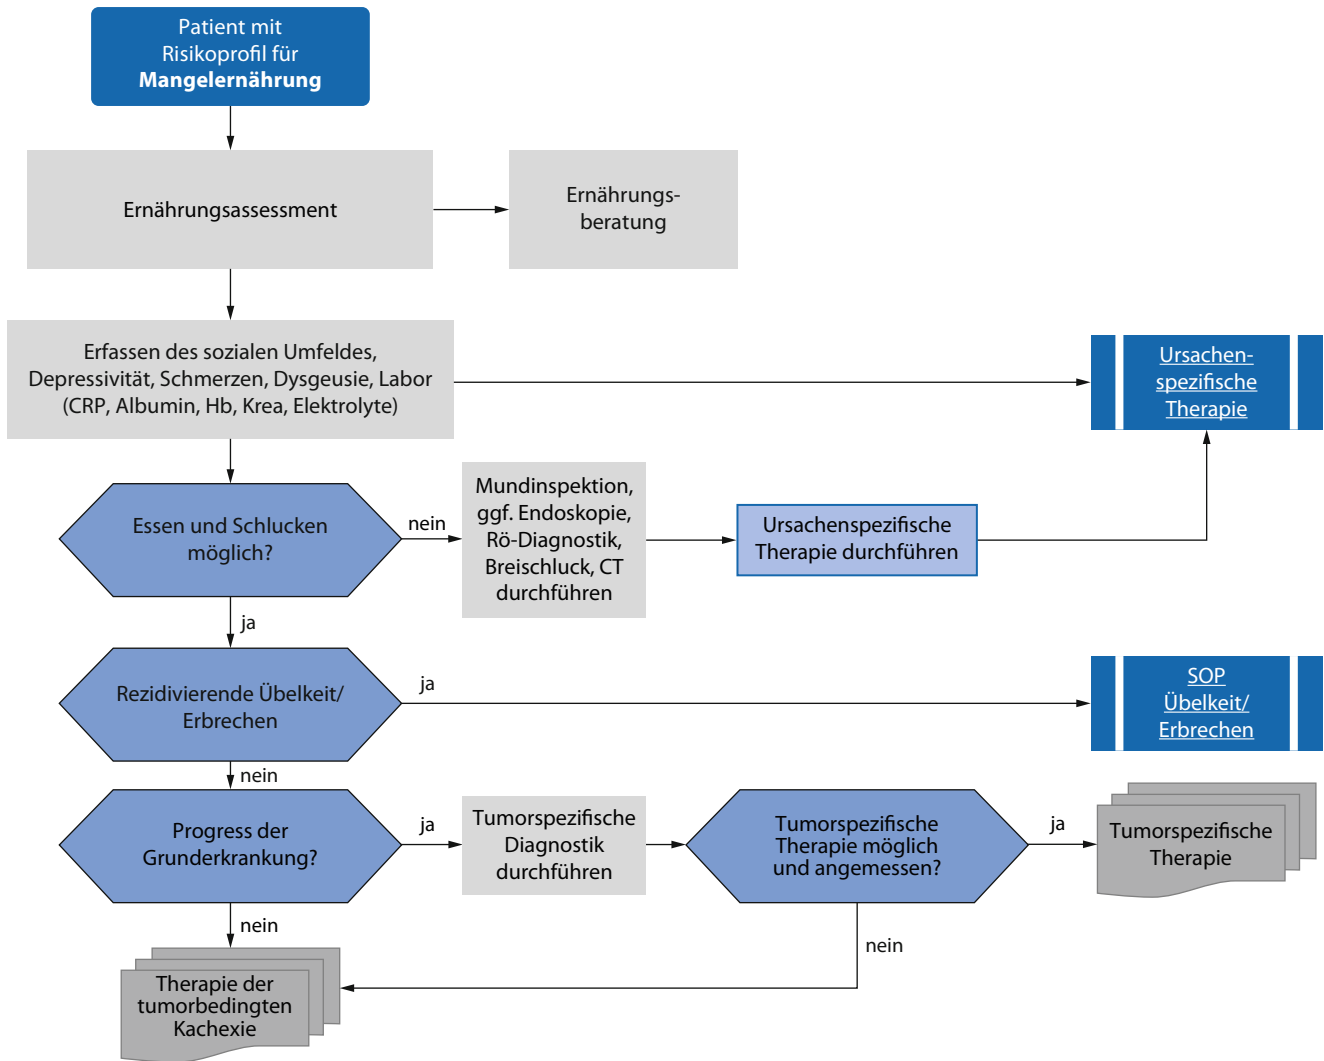 Patient mit
Risikoprofil für
Mangelernährung
Ernährungsassessment
Ernährungs-
beratung
Erfassen des sozialen Umfeldes,
Depressivität, Schmerzen, Dysgeusie, Labor
(CRP, Albumin, Hb, Krea, Elektrolyte)
Ursachen-
spezifische
Therapie
Essen und Schlucken
möglich?
nein
Mundinspektion,
ggf. Endoskopie,
Rö-Diagnostik,
Breischluck, CT
durchführen
Ursachenspezifische
Therapie durchführen
ja
Rezidivierende Übelkeit/
Erbrechen
ja
SOP
Übelkeit/
Erbrechen
nein
Progress der
Grunderkrankung?
ja
Tumorspezifische
Diagnostik
durchführen
Tumorspezifische
Therapie möglich
und angemessen?
ja
Tumorspezifische
Therapie
nein
nein
Therapie der
tumorbedingten
Kachexie